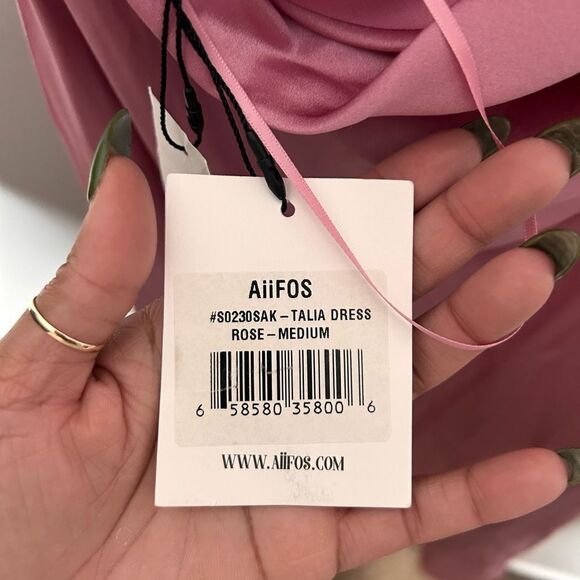 AiiFOS
#S0230SAK – TALIA DRESS
ROSE – MEDIUM
6 58580 35800 6
WWW.AiiFOS.COM